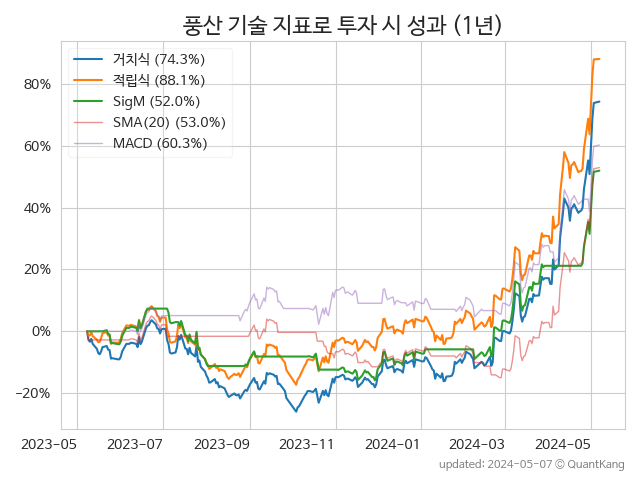 풍산 기술 지표로 투자 시 성과 (1년)
거치식 (74.3%)
적립식 (88.1%)
SigM (52.0%)
SMA(20) (53.0%)
MACD (60.3%)
80%
60%
40%
20%
0%
−20%
2023-05 2023-07 2023-09 2023-11 2024-01 2024-03 2024-05
updated: 2024-05-07 © QuantKang